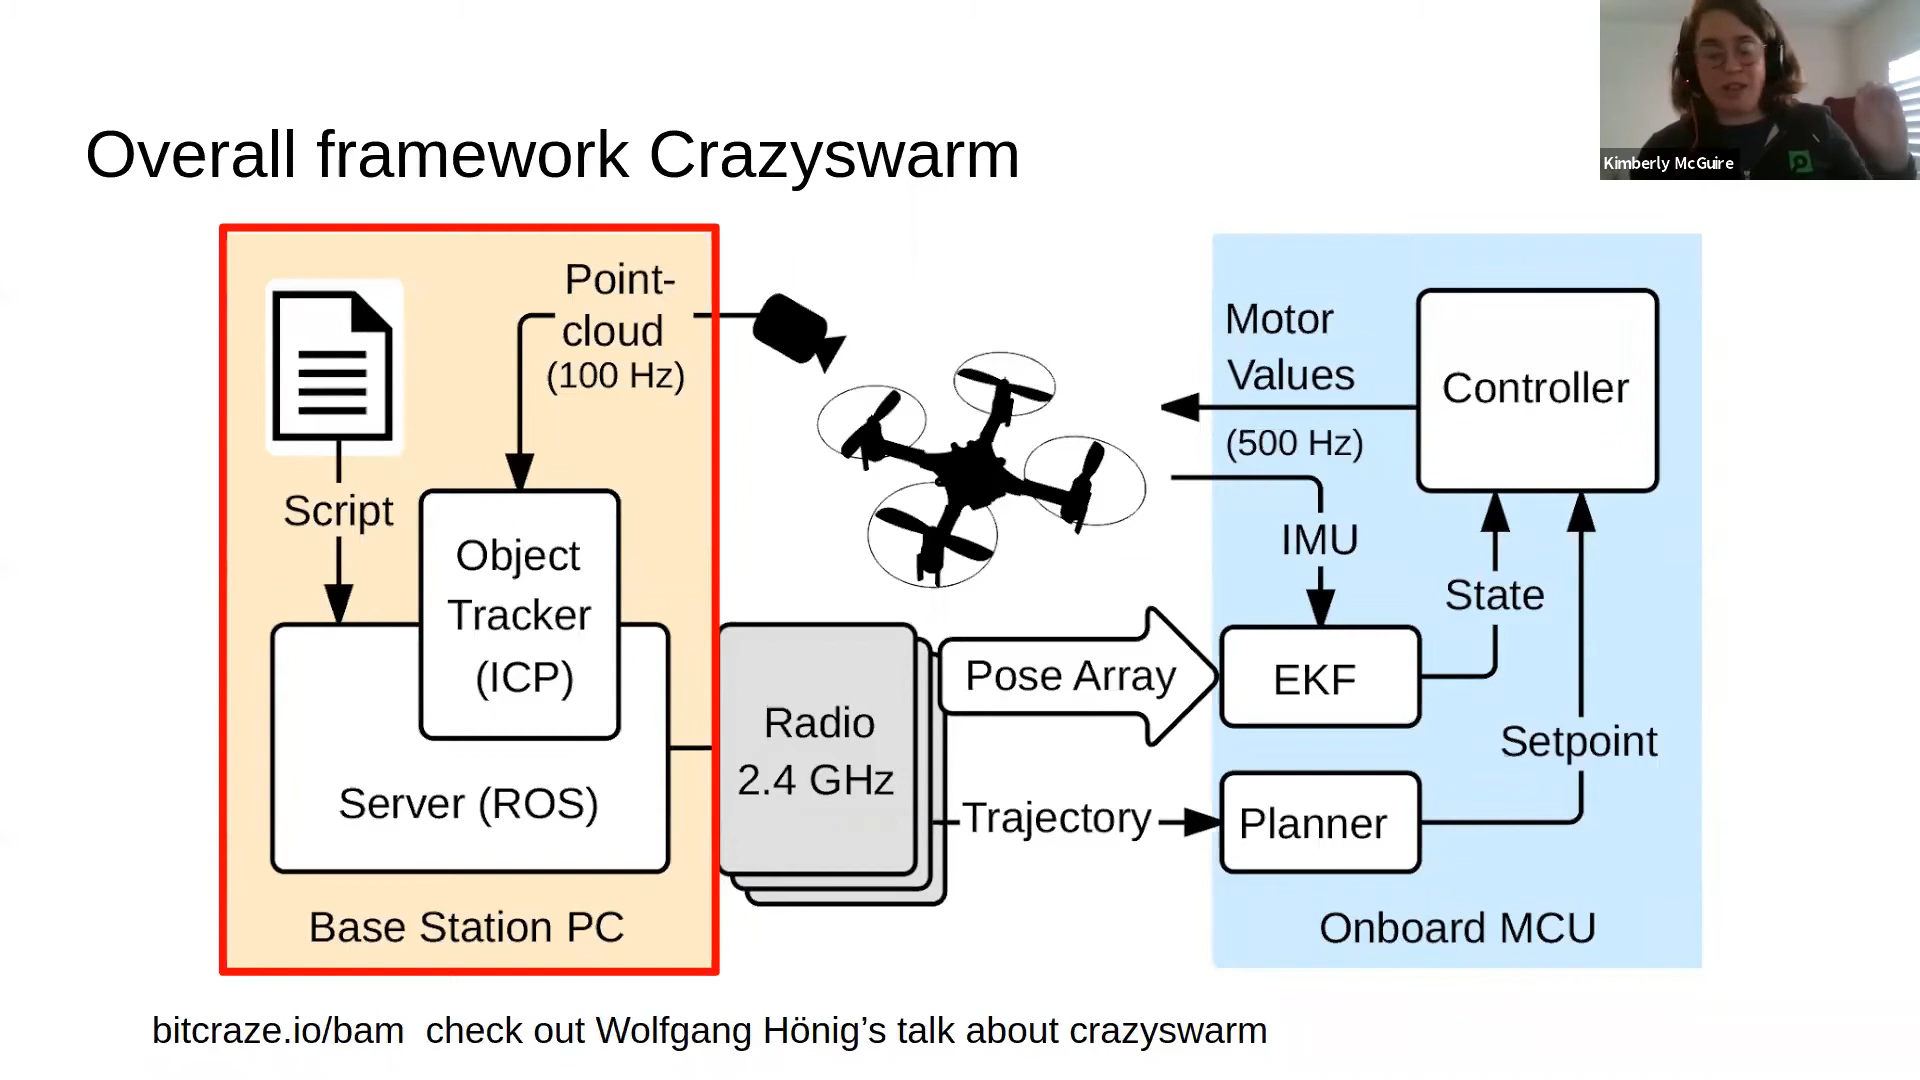 Kimberly McGuire
Overall framework Crazyswarm
Point-
cloud
(100 Hz)
Script
Object
Tracker
(ICP)
Server (ROS)
Base Station PC
Radio
2.4 GHz
Pose Array
Trajectory
Motor
Values
(500 Hz)
Controller
IMU
State
EKF
Setpoint
Planner
Onboard MCU
bitcraze.io/bam check out Wolfgang Hönig’s talk about crazyswarm